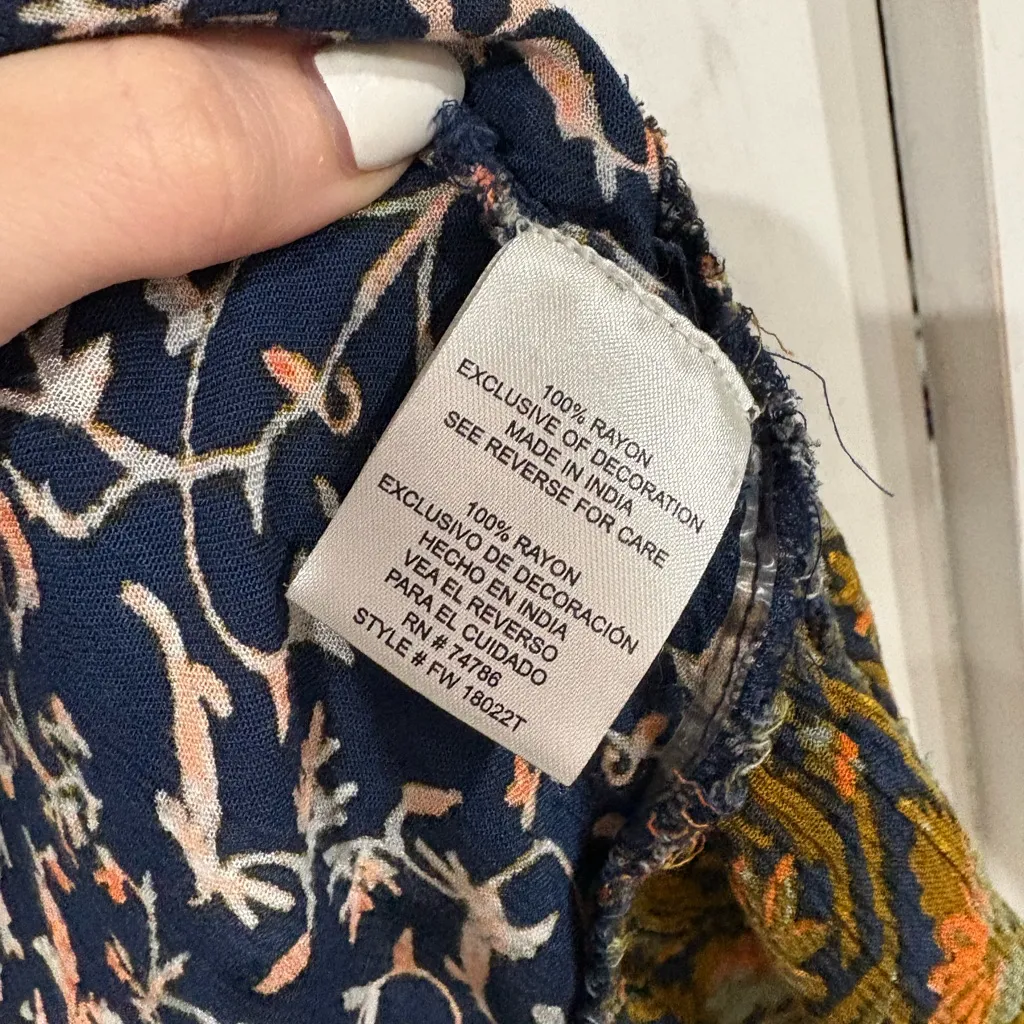 100% RAYON
EXCLUSIVE OF DECORATION
MADE IN INDIA
SEE REVERSE FOR CARE
100% RAYON
EXCLUSIVO DE DECORACIÓN
HECHO EN INDIA
VEA EL REVERSO
PARA EL CUIDADO
RN # 74786
STYLE # FW 18022T